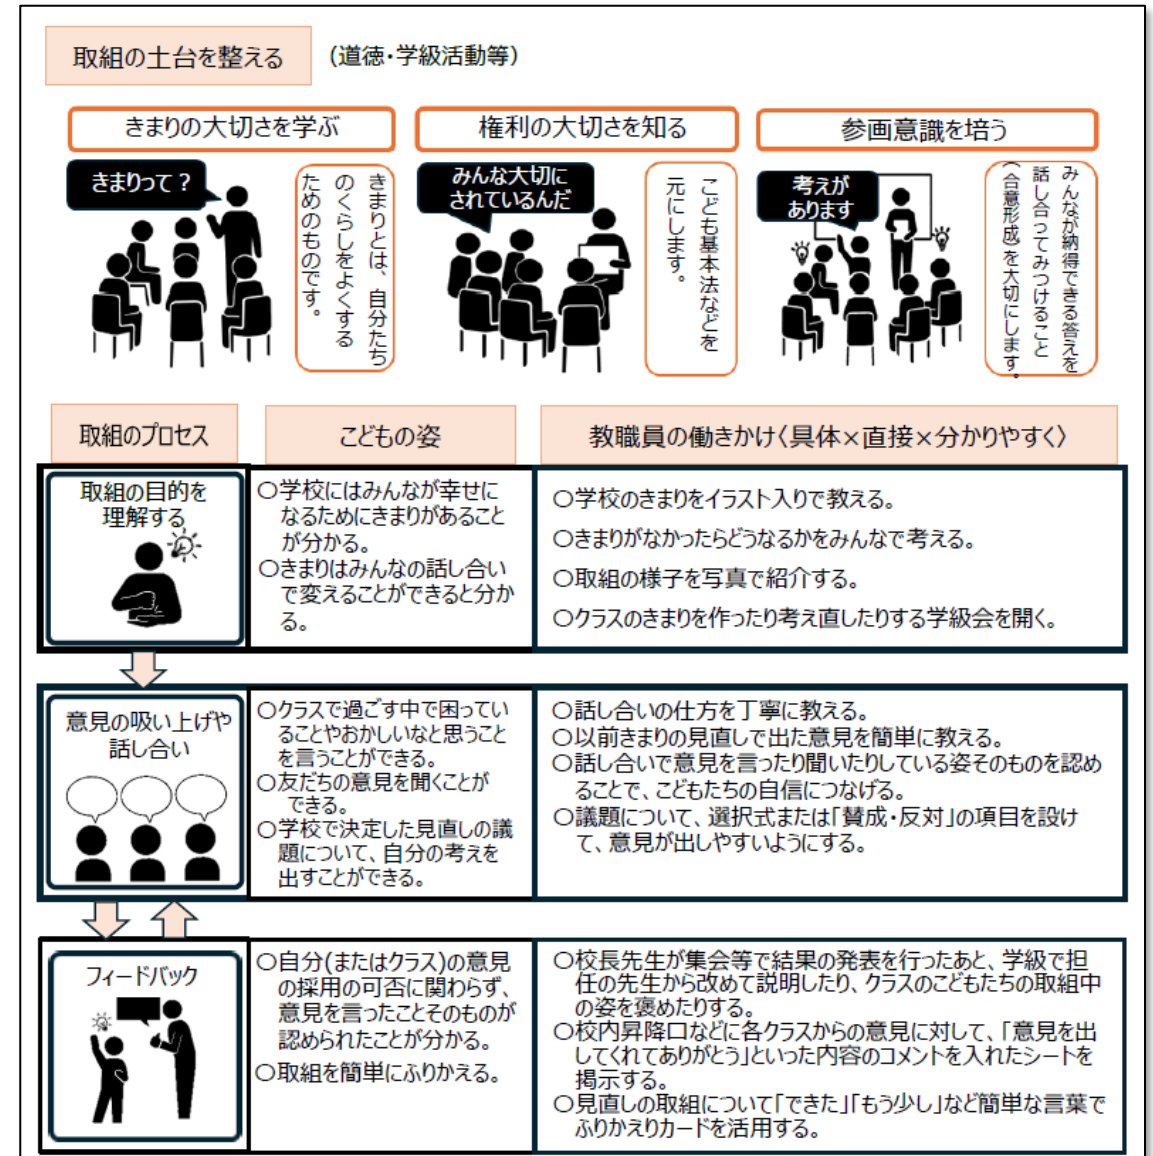 取組の土台を整える
(道徳・学級活動等)
きまりの大切さを学ぶ
きまりって？
きまりとは、自分たち
のくらしをよくする
ためのものです。
権利の大切さを知る
みんな大切に
されているんだ
こども基本法などを
元にします。
参画意識を培う
考えが
あります
みんなが納得できる答えを
話し合ってみつけること
(合意形成)を大切にします。
取組のプロセス
こどもの姿
教職員の働きかけ〈具体×直接×分かりやすく〉
取組の目的を
理解する
○学校にはみんなが幸せに
なるためにきまりがあること
が分かる。
○きまりはみんなの話し合い
で変えることができると分か
る。
○学校のきまりをイラスト入りで教える。
○きまりがなかったらどうなるかをみんなで考える。
○取組の様子を写真で紹介する。
○クラスのきまりを作ったり考え直したりする学級会を開く。
意見の吸い上げや
話し合い
○クラスで過ごす中で困ってい
ることやおかしいなと思うこと
を言うことができる。
○友だちの意見を聞くことが
できる。
○学校で決定した見直しの議
題について、自分の考えを
出すことができる。
○話し合いの仕方を丁寧に教える。
○以前きまりの見直しで出た意見を簡単に教える。
○話し合いで意見を言ったり聞いたりしている姿そのものを認め
ることで、こどもたちの自信につなげる。
○議題について、選択式または「賛成・反対」の項目を設け
て、意見が出しやすいようにする。
フィードバック
○自分(またはクラス)の意見
の採用の可否に関わらず、
意見を言ったことそのものが
認められたことが分かる。
○取組を簡単にふりかえる。
○校長先生が集会等で結果の発表を行ったあと、学級で担
任の先生から改めて説明したり、クラスのこどもたちの取組中
の姿を褒めたりする。
○校内昇降口などに各クラスからの意見に対して、「意見を出
してくれてありがとう」といった内容のコメントを入れたシートを
掲示する。
○見直しの取組について「できた」「もう少し」など簡単な言葉で
ふりかえりカードを活用する。